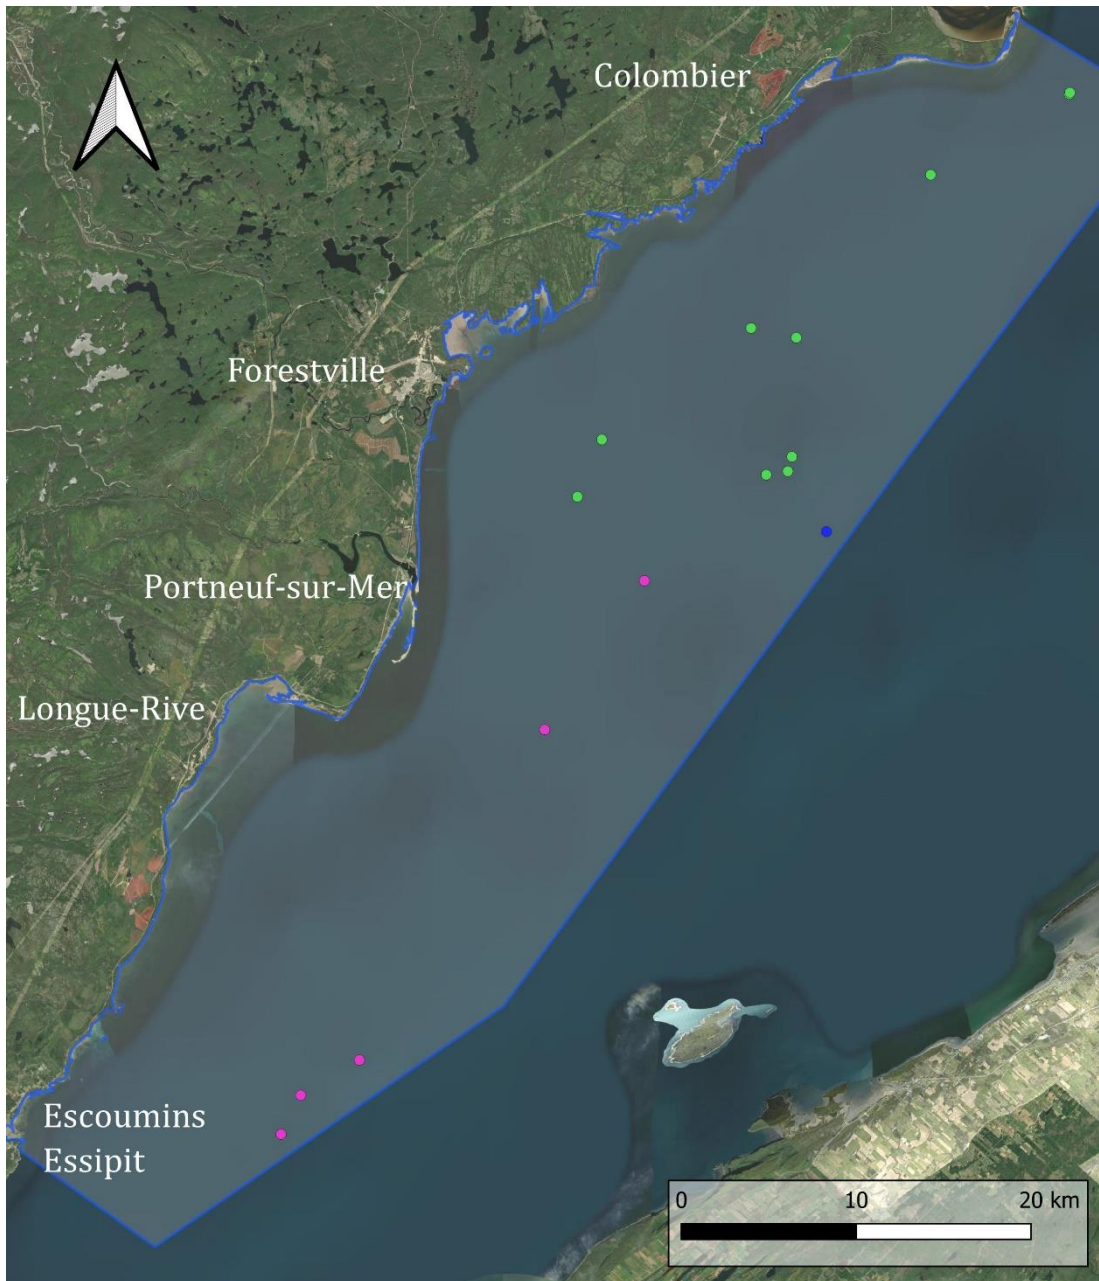 Colombier
Forestville
Portneuf-sur-Mer
Longue-Rive
Escoumins
Essipit
0 10 20 km